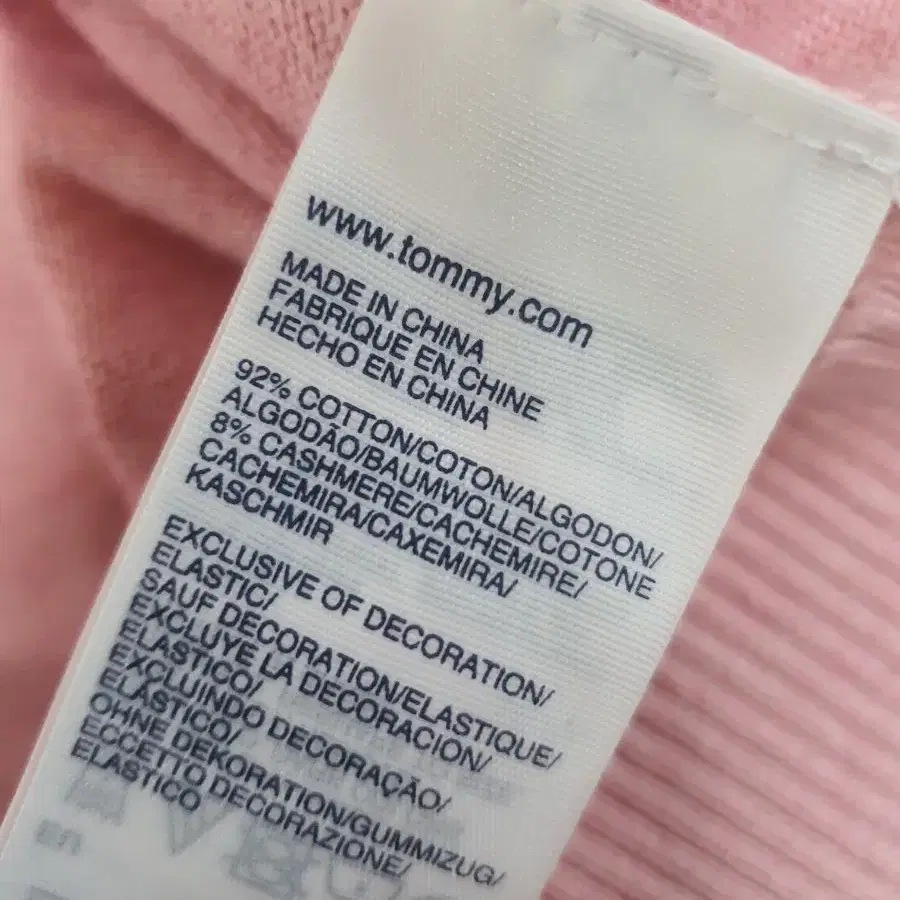 www.tommy.com
MADE IN CHINA
FABRIQUE EN CHINE
HECHO EN CHINA
92% COTTON/COTON/ALGODON/
ALGODÃO/BAUMWOLLE/COTONE
8% CASHMERE/CACHEMIRE/
CACHEMIRA/CAXEMIRA/
KASCHMIR
EXCLUSIVE OF DECORATION/
ELASTIC/
SAUF DECORATION/ELASTIQUE/
EXCLUYE LA DECORACION/
ELASTICO/
EXCLUINDO DECORAÇÃO/
ELÁSTICO/
OHNE DEKORATION/GUMMIZUG/
ECCETTO DECORAZIONE/
ELASTICO